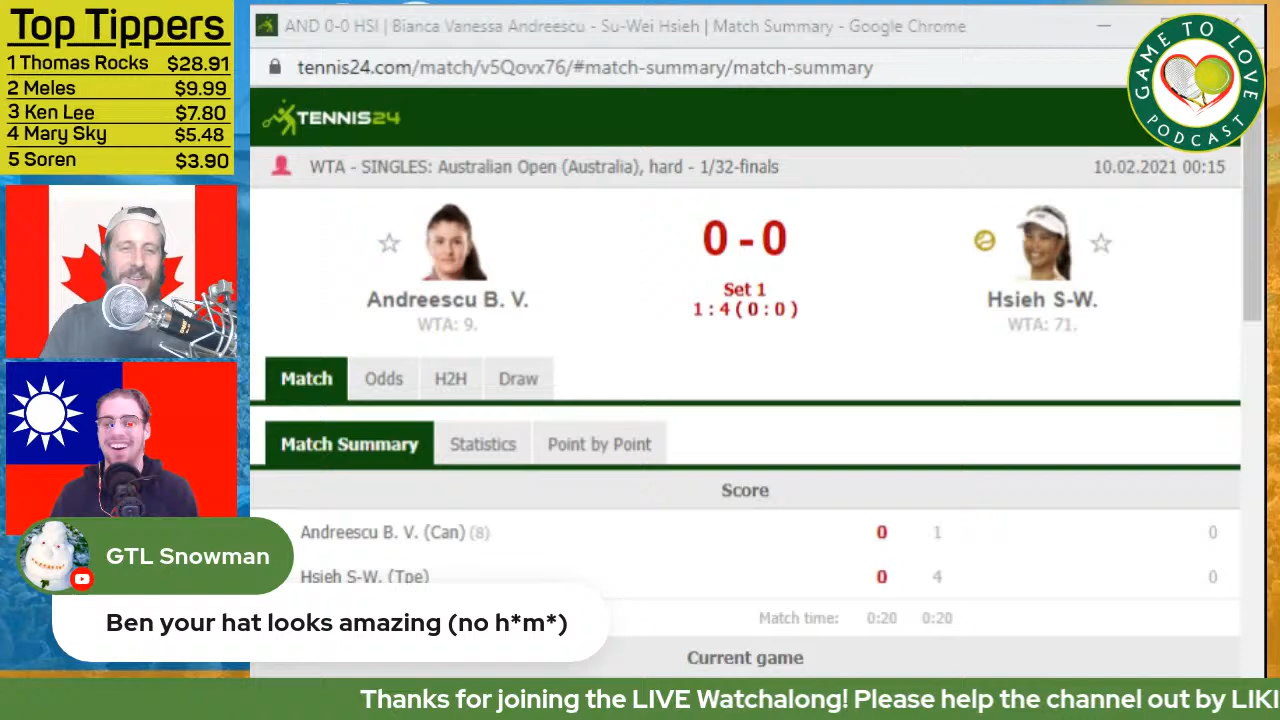 Top Tippers
1 Thomas Rocks $28.91
2 Meles $9.99
3 Ken Lee $7.80
4 Mary Sky $5.48
5 Soren $3.90
AND 0-0 HSI | Bianca Vanessa Andreescu - Su-Wei Hsieh | Match Summary - Google Chrome
tennis24.com/match/v5Qovx76/#match-summary/match-summary
GAME TO LOVE
PODCAST
TENNIS24
WTA - SINGLES: Australian Open (Australia), hard - 1/32-finals
10.02.2021 00:15
0 - 0
Set 1
1 : 4 ( 0 : 0 )
Andreescu B. V.
WTA: 9.
Hsieh S-W.
WTA: 71.
Match Odds H2H Draw
Match Summary Statistics Point by Point
Score
Andreescu B. V. (Can) (8) 0 1 0
Hsieh S-W. (Tpe) 0 4 0
Match time: 0:20 0:20
Current game
GTL Snowman
Ben your hat looks amazing (no h*m*)
Thanks for joining the LIVE Watchalong! Please help the channel out by LIKI